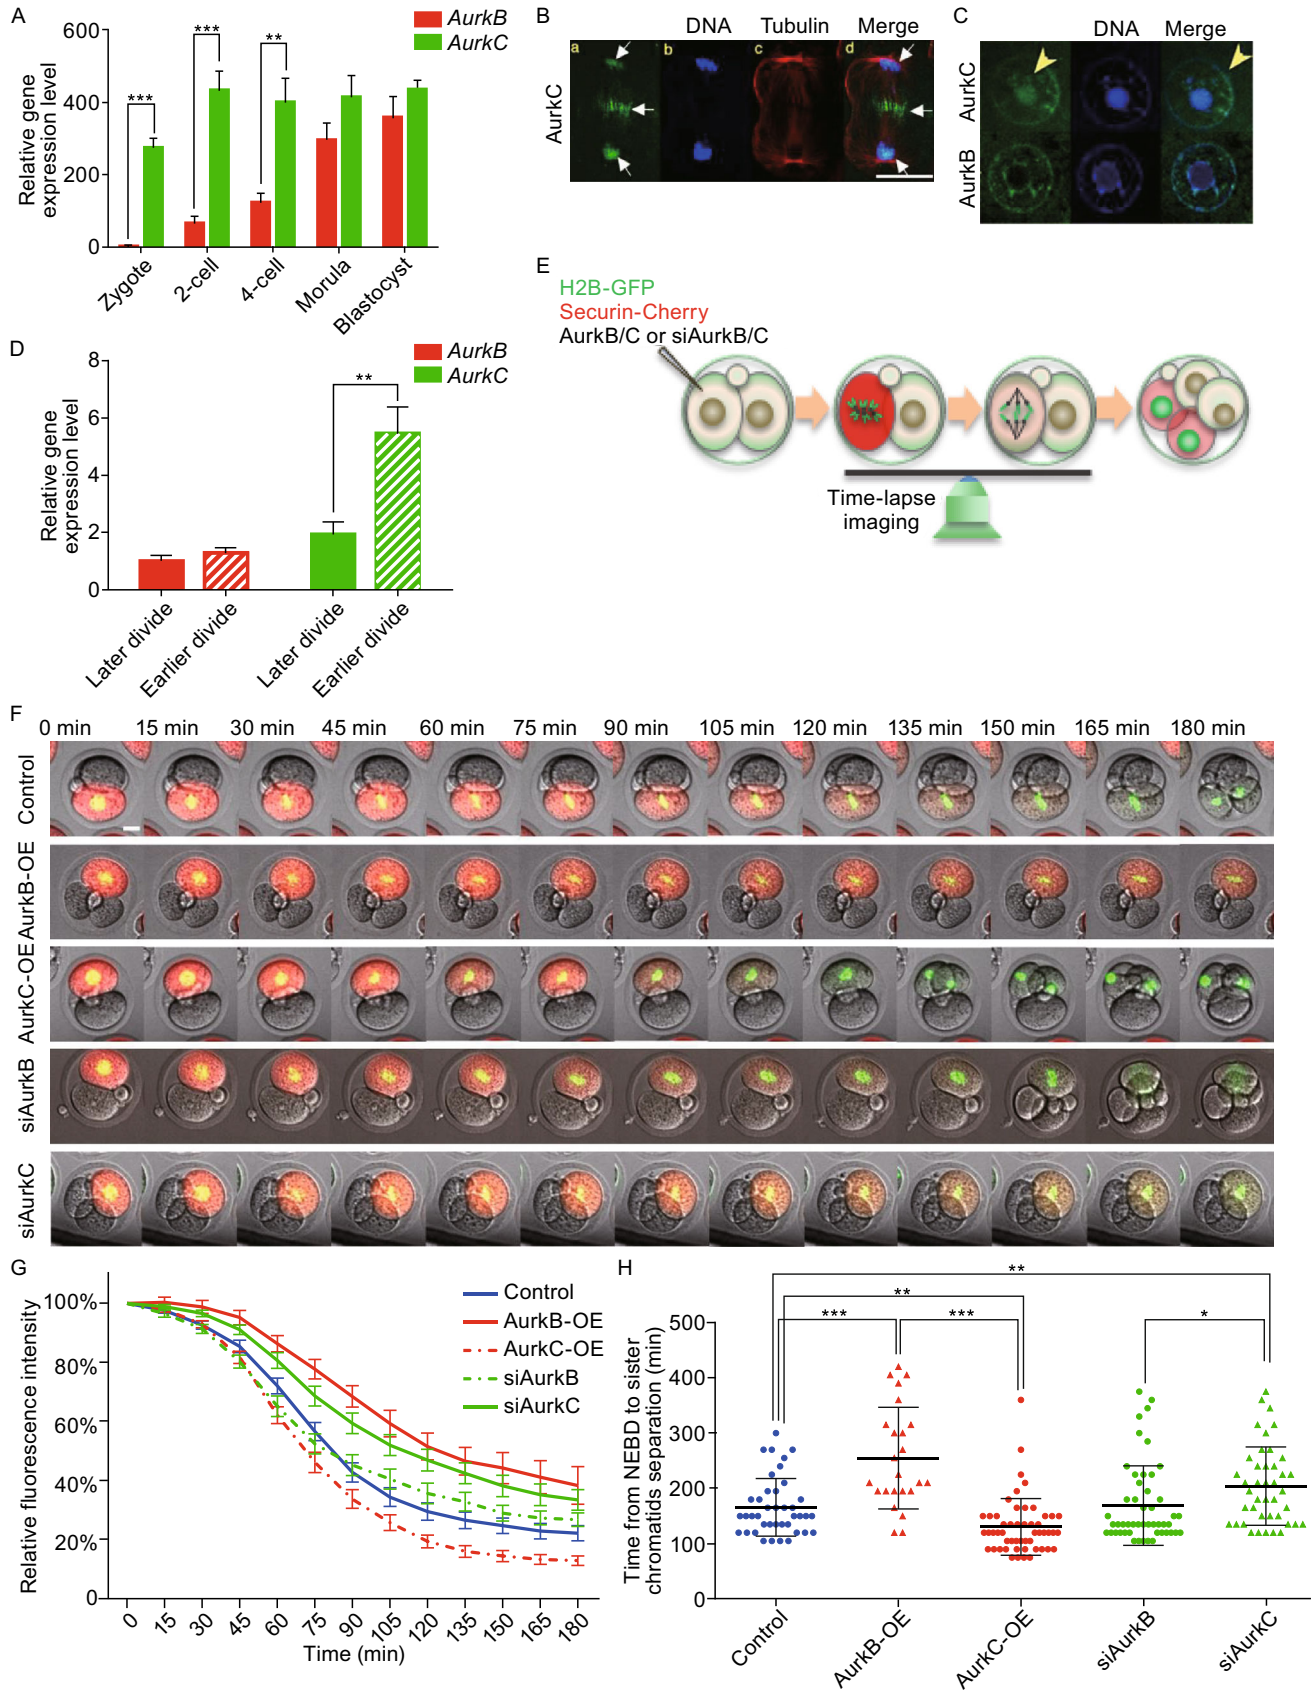 A
AurkB
AurkC
Relative gene
expression level
600
400
200
0
***
***
**
Zygote
2-cell
4-cell
Morula
Blastocyst
B
DNA
Tubulin
Merge
AurkC
a
b
c
d
C
DNA
Merge
AurkC
AurkB
D
AurkB
AurkC
Relative gene
expression level
8
6
4
2
0
**
Later divide
Earlier divide
Later divide
Earlier divide
E
H2B-GFP
Securin-Cherry
AurkB/C or siAurkB/C
Time-lapse
imaging
F
0 min 15 min 30 min 45 min 60 min 75 min 90 min 105 min 120 min 135 min 150 min 165 min 180 min
Control
AurkB-OE
AurkC-OE
siAurkB
siAurkC
G
Relative fluorescence intensity
100%
80%
60%
40%
20%
0
Control
AurkB-OE
AurkC-OE
siAurkB
siAurkC
0 15 30 45 60 75 90 105 120 135 150 165 180
Time (min)
H
Time from NEBD to sister
chromatids separation (min)
500
400
300
200
100
0
**
**
***
***
*
Control
AurkB-OE
AurkC-OE
siAurkB
siAurkC